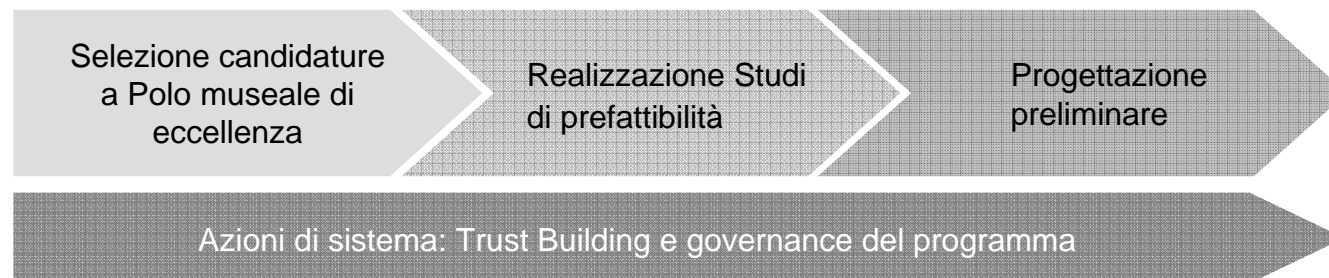 Selezione candidature
a Polo museale di
eccellenza
Realizzazione Studi
di prefattibilità
Progettazione
preliminare
Azioni di sistema: Trust Building e governance del programma